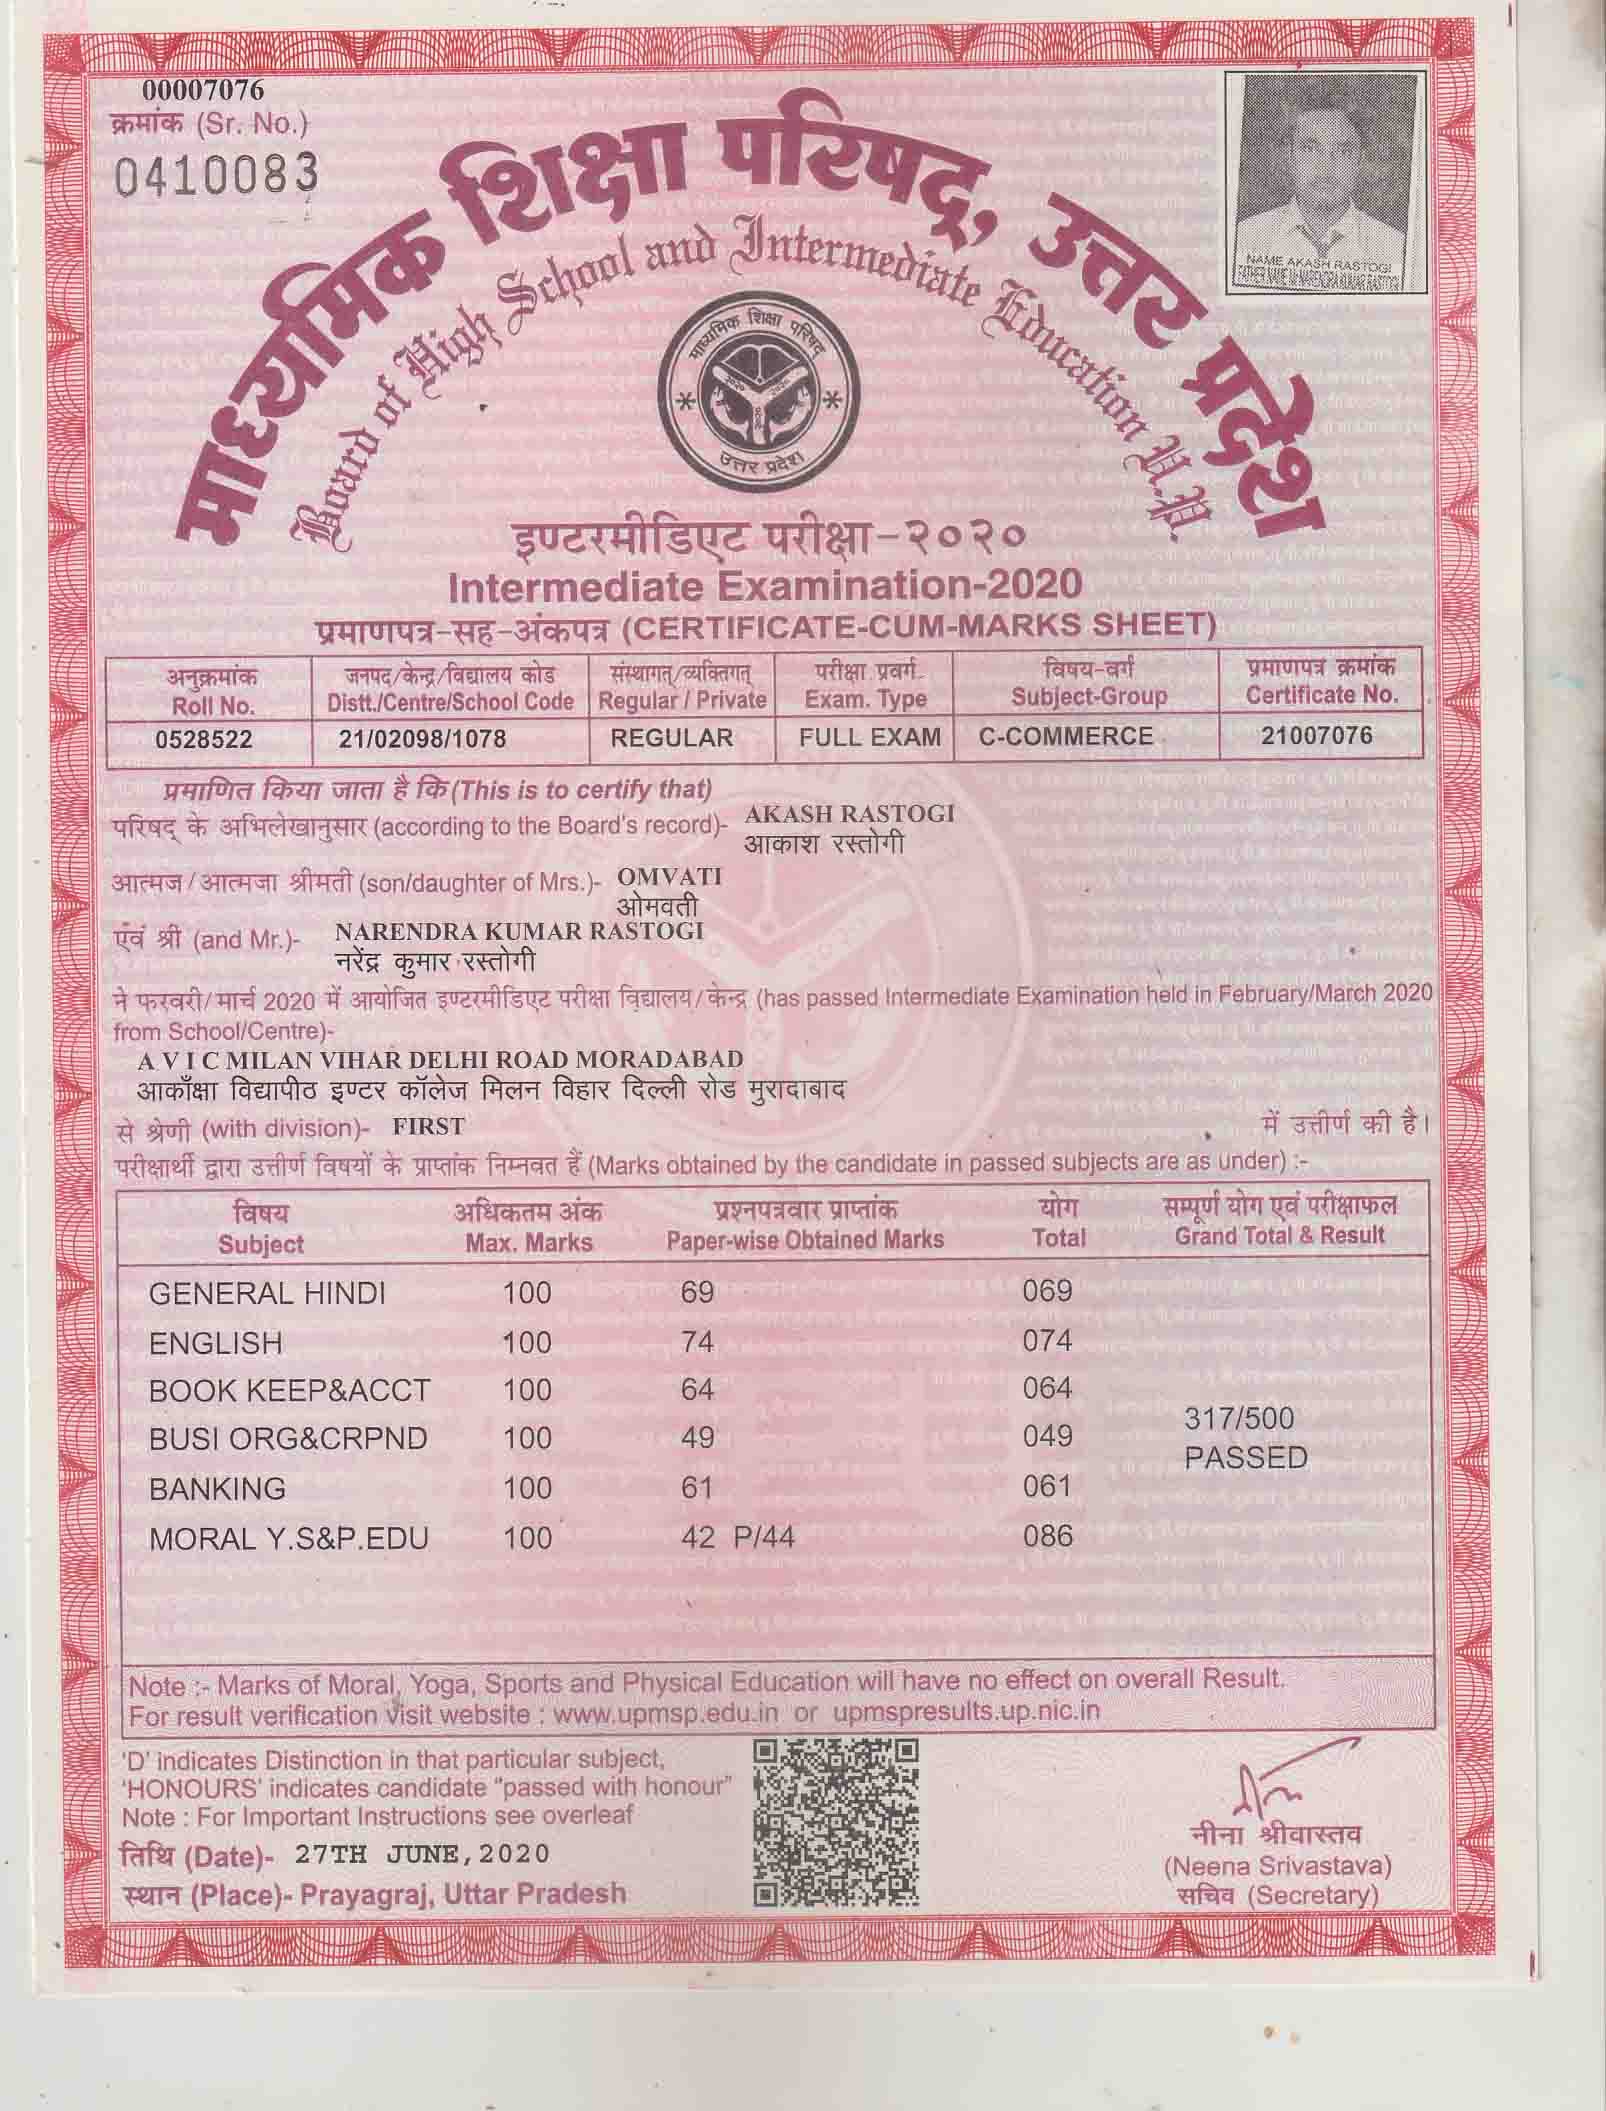 00007076
क्रमांक (Sr. No.)
0410083
माध्यमिक शिक्षा परिषद्, उत्तर प्रदेश
Board of High School and Intermediate Education U.P.
NAME AKASH RASTOGI
माध्यमिक शिक्षा परिषद्
उत्तर प्रदेश
इण्टरमीडिएट परीक्षा-२०२०
Intermediate Examination-2020
प्रमाणपत्र-सह-अंकपत्र (CERTIFICATE-CUM-MARKS SHEET)
अनुक्रमांक जनपद/केन्द्र/विद्यालय कोड संस्थागत/व्यक्तिगत परीक्षा प्रवर्ग विषय-वर्ग प्रमाणपत्र क्रमांक
Roll No. Distt./Centre/School Code Regular / Private Exam. Type Subject-Group Certificate No.
0528522 21/02098/1078 REGULAR FULL EXAM C-COMMERCE 21007076
प्रमाणित किया जाता है कि (This is to certify that)
परिषद् के अभिलेखानुसार (according to the Board's record)- AKASH RASTOGI
आकाश रस्तोगी
आत्मज/आत्मजा श्रीमती (son/daughter of Mrs.)- OMVATI
ओमवती
एंव श्री (and Mr.)- NARENDRA KUMAR RASTOGI
नरेंद्र कुमार रस्तोगी
ने फरवरी/मार्च 2020 में आयोजित इण्टरमीडिएट परीक्षा विद्यालय/केन्द्र (has passed Intermediate Examination held in February/March 2020
from School/Centre)-
A V I C MILAN VIHAR DELHI ROAD MORADABAD
आकाँक्षा विद्यापीठ इण्टर कॉलेज मिलन विहार दिल्ली रोड मुरादाबाद
से श्रेणी (with division)- FIRST में उत्तीर्ण की है।
परीक्षार्थी द्वारा उत्तीर्ण विषयों के प्राप्तांक निम्नवत हैं (Marks obtained by the candidate in passed subjects are as under) :-
विषय अधिकतम अंक प्रश्नपत्रवार प्राप्तांक योग सम्पूर्ण योग एवं परीक्षाफल
Subject Max. Marks Paper-wise Obtained Marks Total Grand Total & Result
GENERAL HINDI 100 69 069
ENGLISH 100 74 074
BOOK KEEP&ACCT 100 64 064
317/500
BUSI ORG&CRPND 100 49 049
PASSED
BANKING 100 61 061
MORAL Y.S&P.EDU 100 42 P/44 086
Note :- Marks of Moral, Yoga, Sports and Physical Education will have no effect on overall Result.
For result verification visit website : www.upmsp.edu.in or upmspresults.up.nic.in
'D' indicates Distinction in that particular subject,
'HONOURS' indicates candidate "passed with honour"
Note : For Important Instructions see overleaf
तिथि (Date)- 27TH JUNE, 2020
स्थान (Place)- Prayagraj, Uttar Pradesh
नीना श्रीवास्तव
(Neena Srivastava)
सचिव (Secretary)